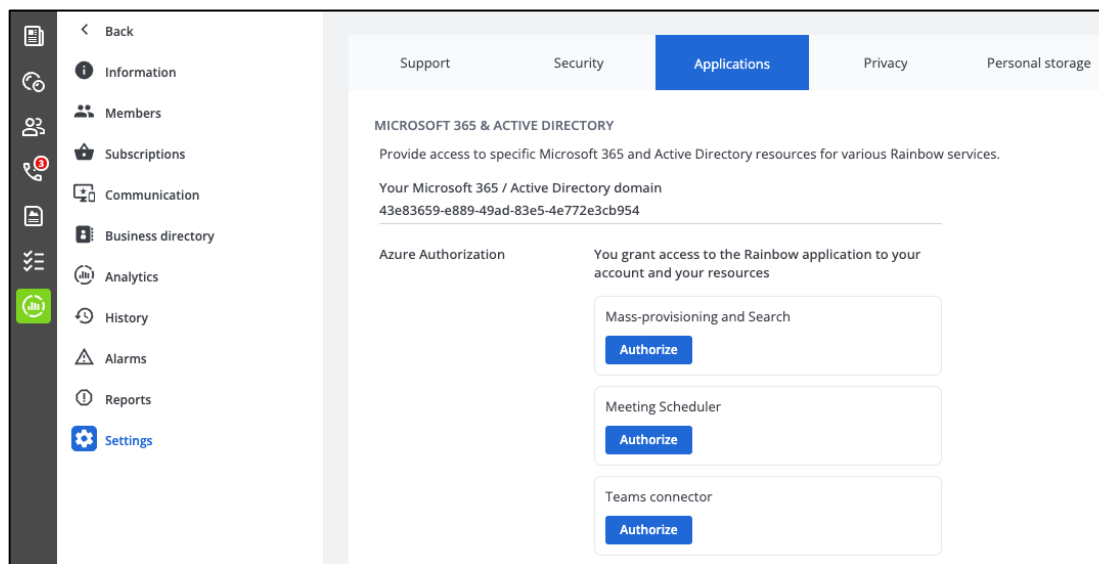 3
Back
Information
Members
Subscriptions
Communication
Business directory
Analytics
History
Alarms
Reports
Settings
Support
Security
Applications
Privacy
Personal storage
MICROSOFT 365 & ACTIVE DIRECTORY
Provide access to specific Microsoft 365 and Active Directory resources for various Rainbow services.
Your Microsoft 365 / Active Directory domain
43e83659-e889-49ad-83e5-4e772e3cb954
Azure Authorization
You grant access to the Rainbow application to your
account and your resources
Mass-provisioning and Search
Authorize
Meeting Scheduler
Authorize
Teams connector
Authorize